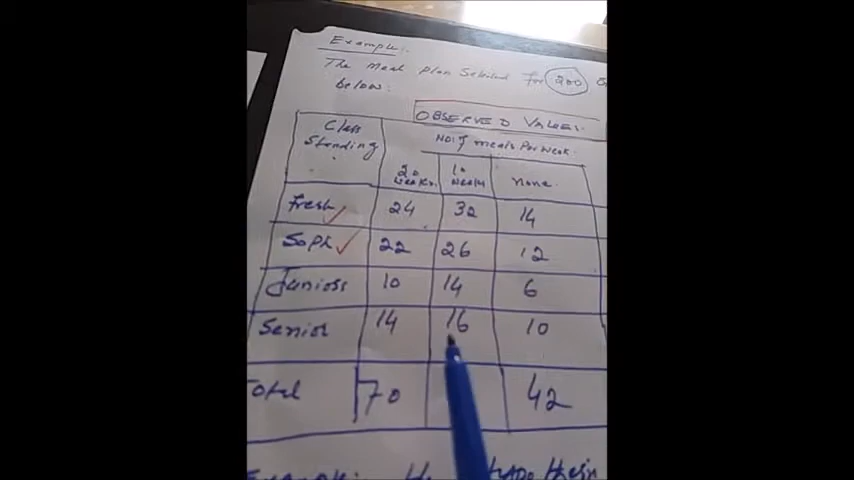 Example:
The Meal plan Selected for 200
below:
OBSERVED VALUES:
Class
Standing
No: of meals Per Week.
20
weeks.
10
weeks
none.
Fresh 24 32 14
Soph 22 26 12
Juniors 10 14 6
Senior 14 16 10
Total 70 42